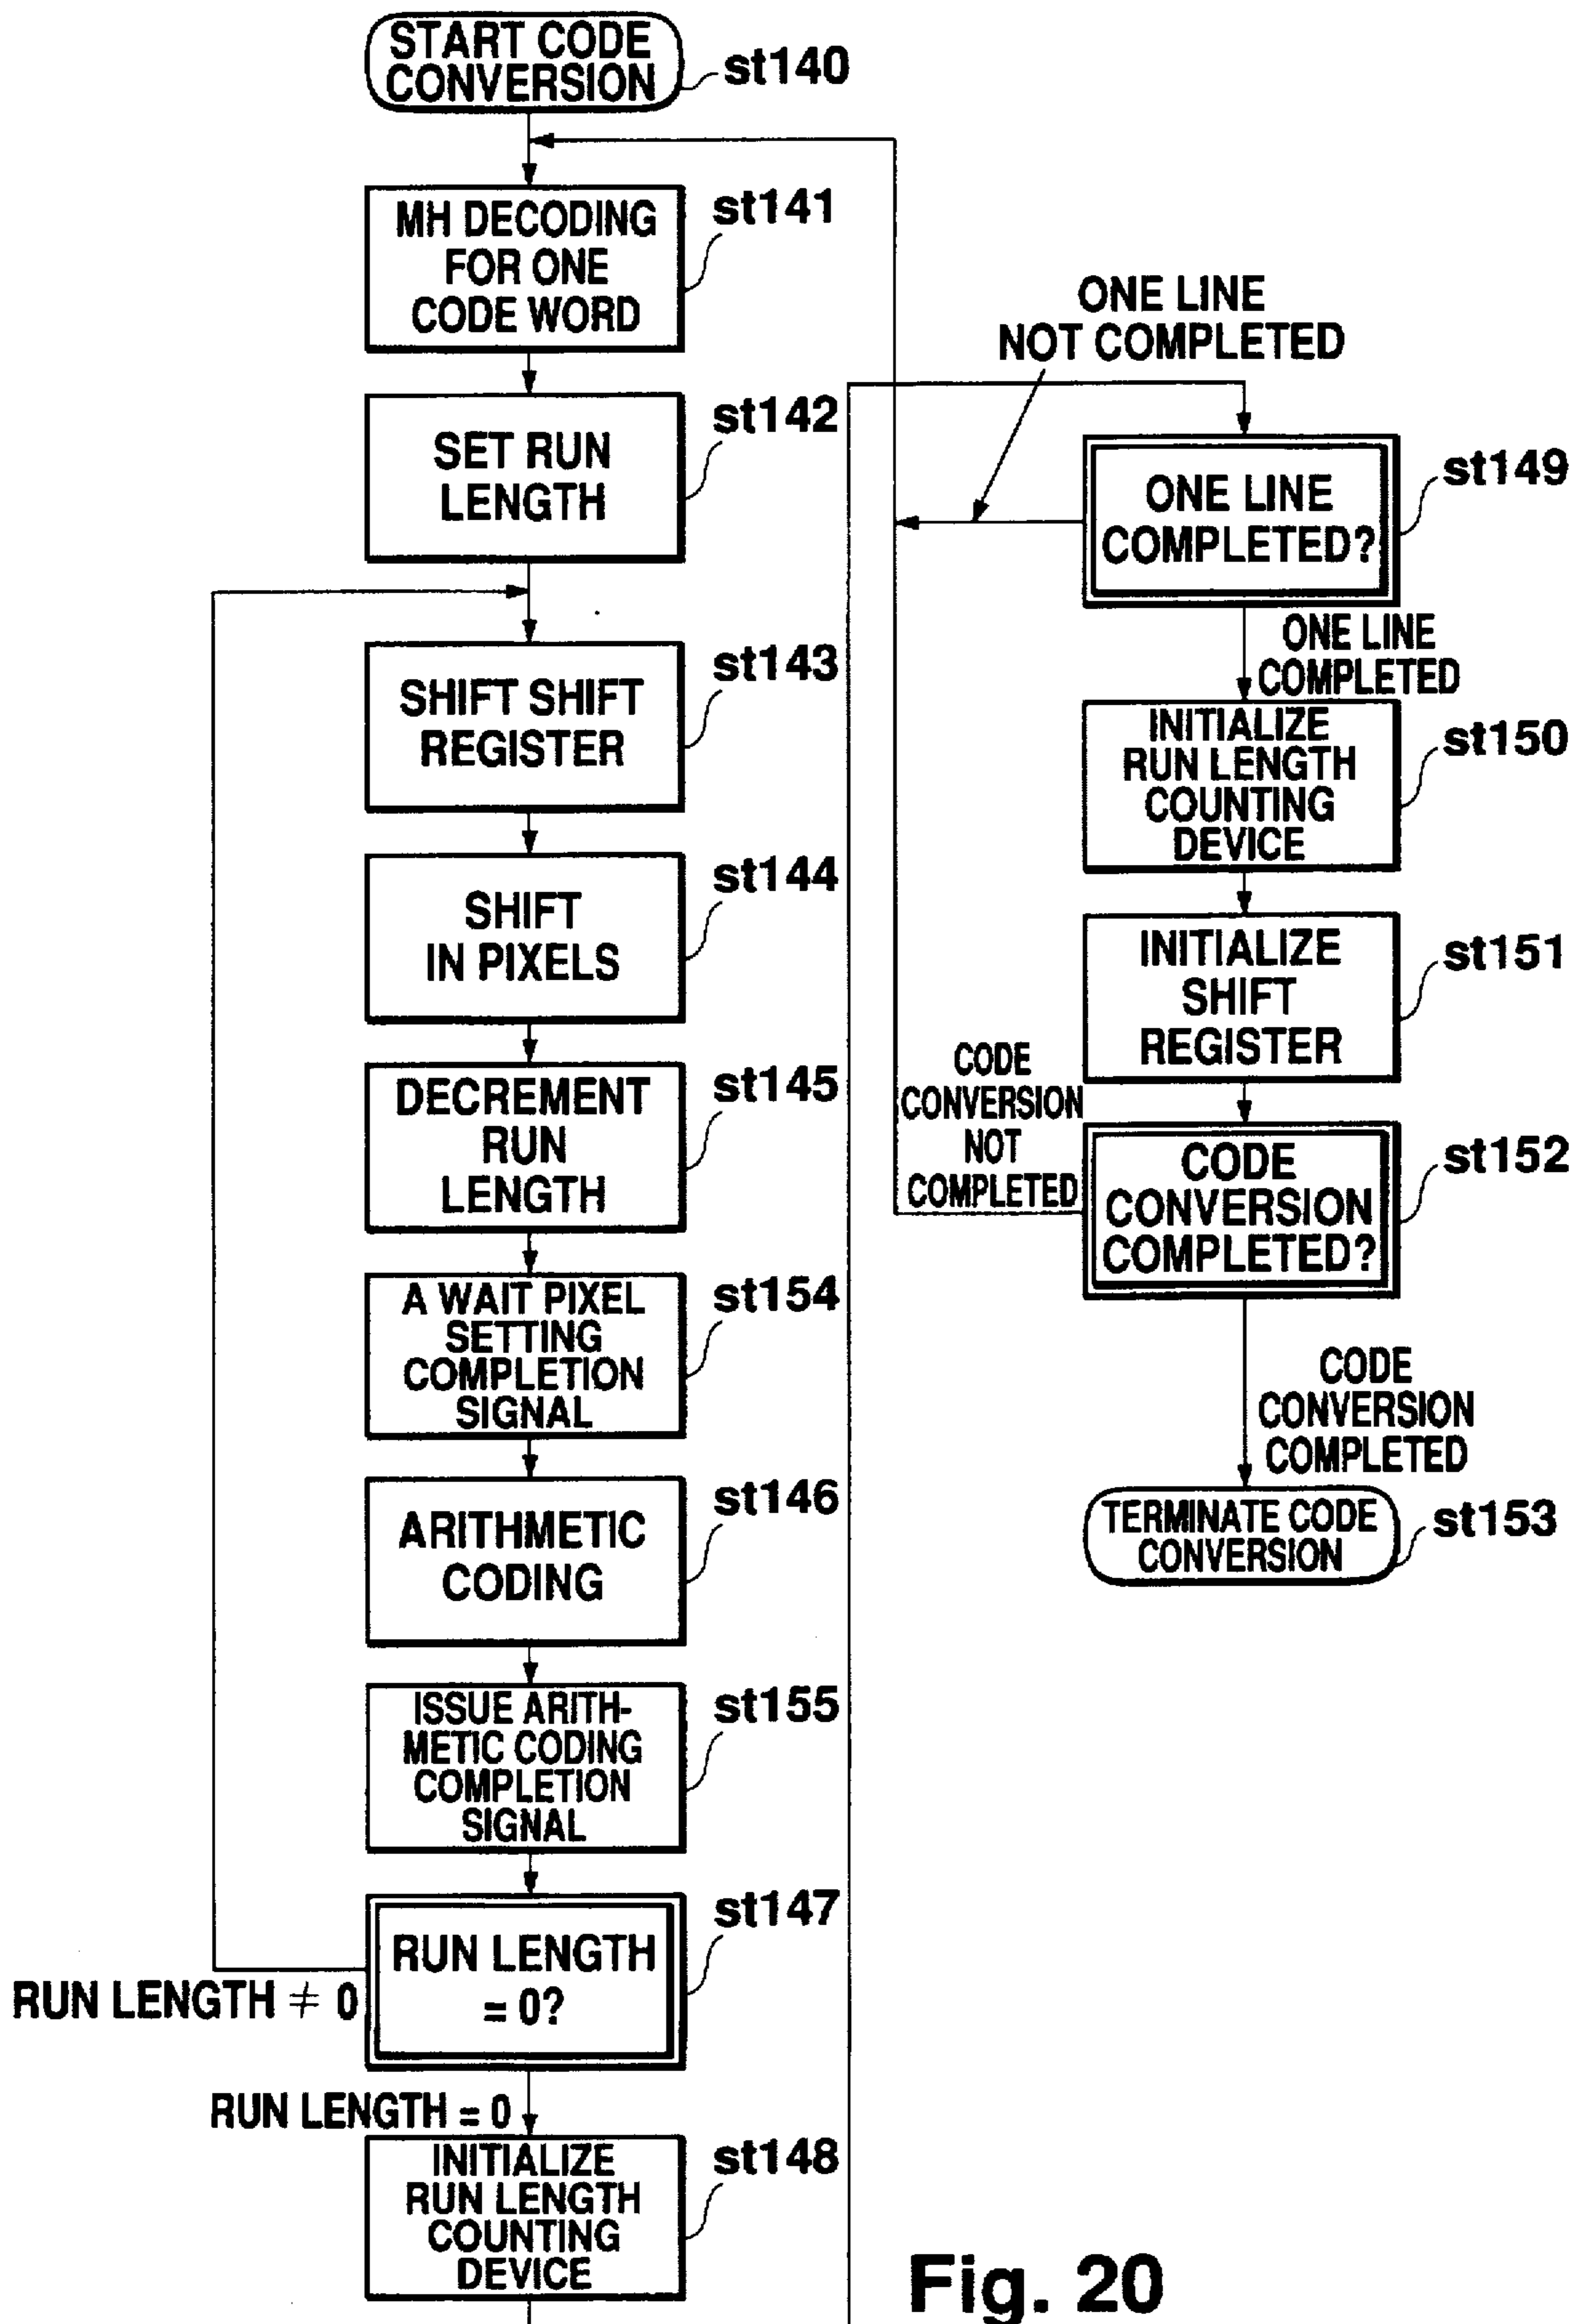 START CODE
CONVERSION
st140
MH DECODING
FOR ONE
CODE WORD
st141
SET RUN
LENGTH
st142
SHIFT SHIFT
REGISTER
st143
SHIFT
IN PIXELS
st144
DECREMENT
RUN
LENGTH
st145
A WAIT PIXEL
SETTING
COMPLETION
SIGNAL
st154
ARITHMETIC
CODING
st146
ISSUE ARITH-
METIC CODING
COMPLETION
SIGNAL
st155
RUN LENGTH
= 0?
st147
RUN LENGTH ≠ 0
RUN LENGTH = 0
INITIALIZE
RUN LENGTH
COUNTING
DEVICE
st148
ONE LINE
NOT COMPLETED
ONE LINE
COMPLETED?
st149
ONE LINE
COMPLETED
INITIALIZE
RUN LENGTH
COUNTING
DEVICE
st150
INITIALIZE
SHIFT
REGISTER
st151
CODE
CONVERSION
NOT
COMPLETED
CODE
CONVERSION
COMPLETED?
st152
CODE
CONVERSION
COMPLETED
TERMINATE CODE
CONVERSION
st153
Fig. 20